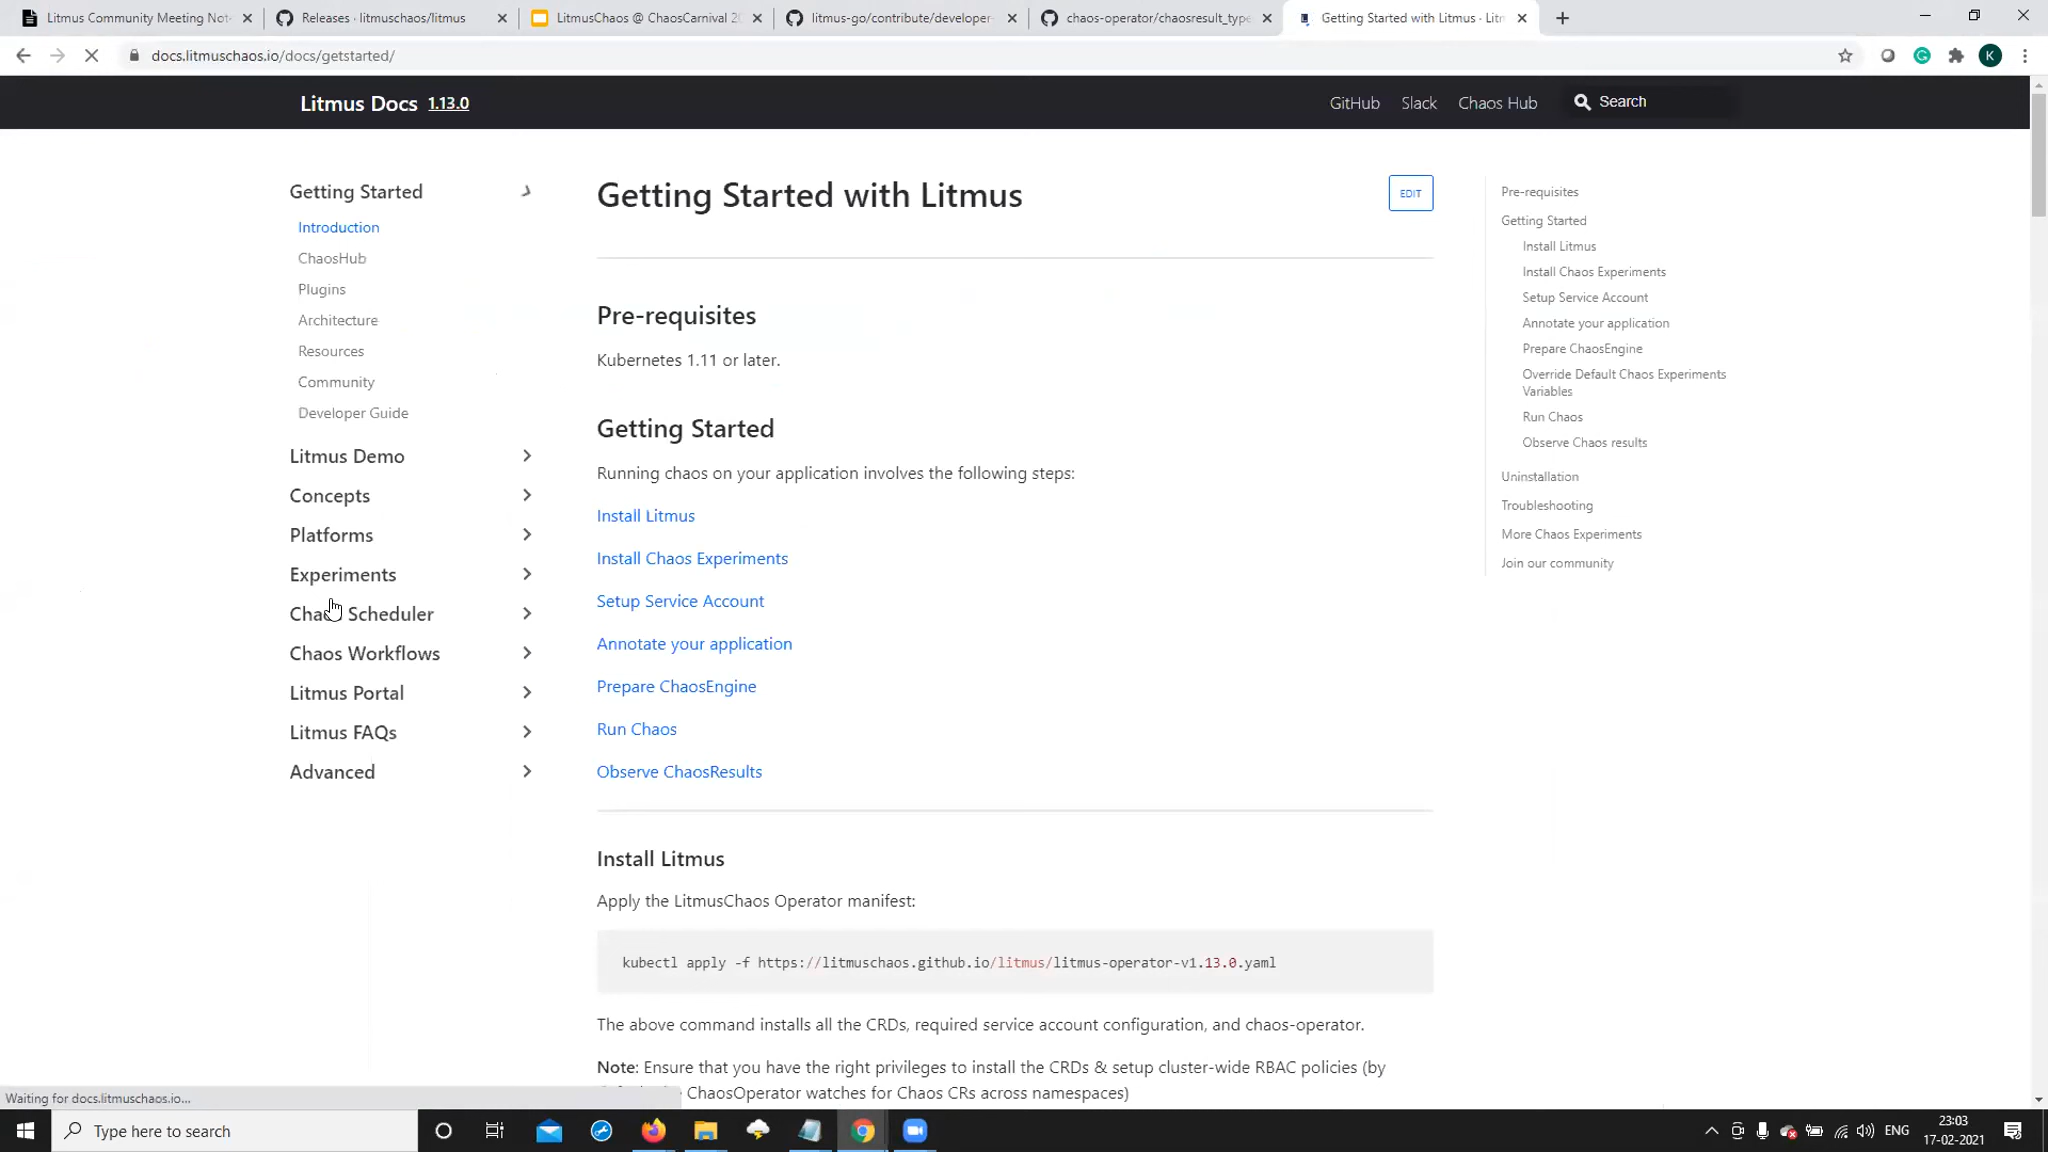 Litmus Community Meeting Not
Releases · litmuschaos/litmus
LitmusChaos @ ChaosCarnival 20
litmus-go/contribute/developer-
chaos-operator/chaosresult_type
Getting Started with Litmus · Litm
docs.litmuschaos.io/docs/getstarted/
K
Litmus Docs 1.13.0
GitHub Slack Chaos Hub Search
Getting Started
Introduction
ChaosHub
Plugins
Architecture
Resources
Community
Developer Guide
Litmus Demo
Concepts
Platforms
Experiments
Chaos Scheduler
Chaos Workflows
Litmus Portal
Litmus FAQs
Advanced
Getting Started with Litmus
EDIT
Pre-requisites
Kubernetes 1.11 or later.
Getting Started
Running chaos on your application involves the following steps:
Install Litmus
Install Chaos Experiments
Setup Service Account
Annotate your application
Prepare ChaosEngine
Run Chaos
Observe ChaosResults
Install Litmus
Apply the LitmusChaos Operator manifest:
kubectl apply -f https://litmuschaos.github.io/litmus/litmus-operator-v1.13.0.yaml
The above command installs all the CRDs, required service account configuration, and chaos-operator.
Note: Ensure that you have the right privileges to install the CRDs & setup cluster-wide RBAC policies (by
ChaosOperator watches for Chaos CRs across namespaces)
Pre-requisites
Getting Started
Install Litmus
Install Chaos Experiments
Setup Service Account
Annotate your application
Prepare ChaosEngine
Override Default Chaos Experiments
Variables
Run Chaos
Observe Chaos results
Uninstallation
Troubleshooting
More Chaos Experiments
Join our community
Waiting for docs.litmuschaos.io...
Type here to search
ENG
23:03
17-02-2021